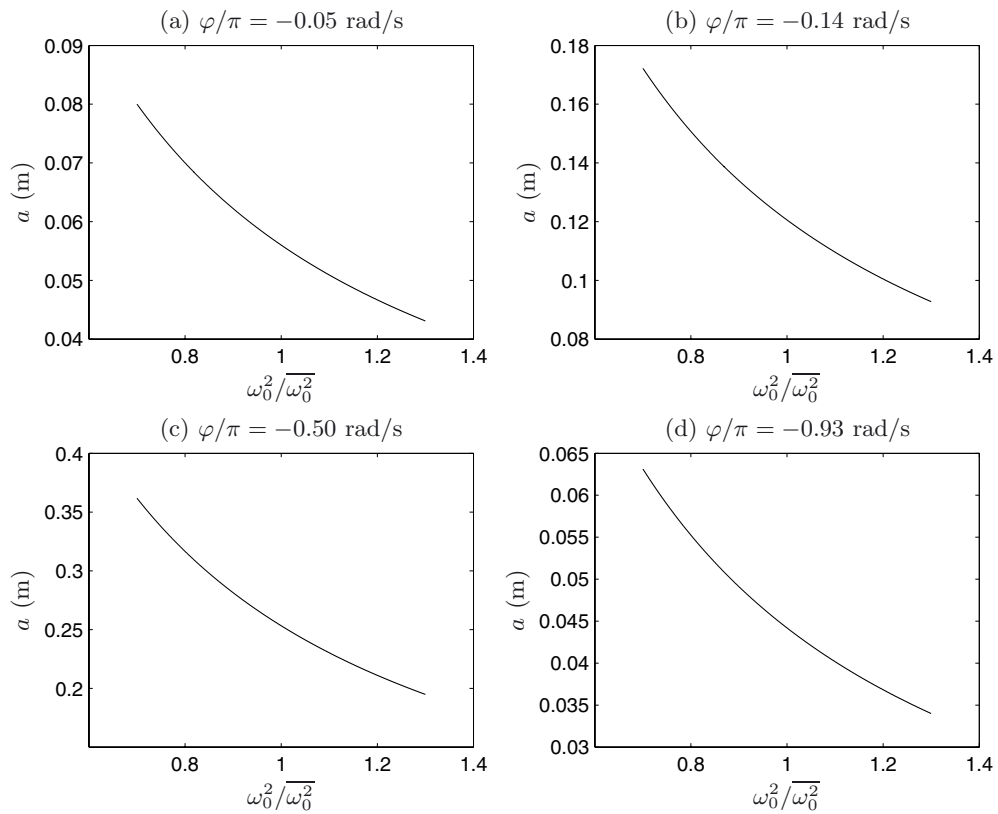 (a) φ/π = −0.05 rad/s
0.09
0.08
0.07
0.06
0.05
0.04
a (m)
0.8 1 1.2 1.4
ω₀²/ω₀²
(b) φ/π = −0.14 rad/s
0.18
0.16
0.14
0.12
0.1
0.08
a (m)
0.8 1 1.2 1.4
ω₀²/ω₀²
(c) φ/π = −0.50 rad/s
0.4
0.35
0.3
0.25
0.2
a (m)
0.8 1 1.2 1.4
ω₀²/ω₀²
(d) φ/π = −0.93 rad/s
0.065
0.06
0.055
0.05
0.045
0.04
0.035
0.03
a (m)
0.8 1 1.2 1.4
ω₀²/ω₀²